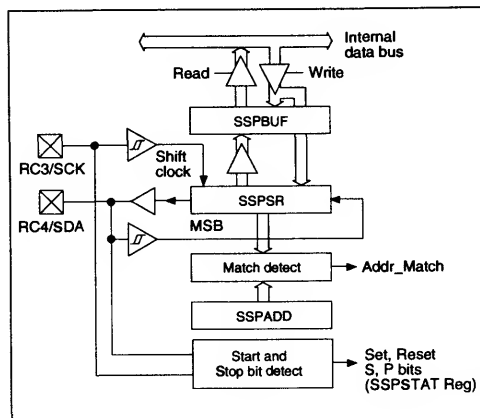 Internal
data bus
Read
Write
SSPBUF
RC3/SCK
Shift
clock
SSPSR
RC4/SDA
MSB
Match detect
Addr_Match
SSPADD
Start and
Stop bit detect
Set, Reset
S, P bits
(SSPSTAT Reg)